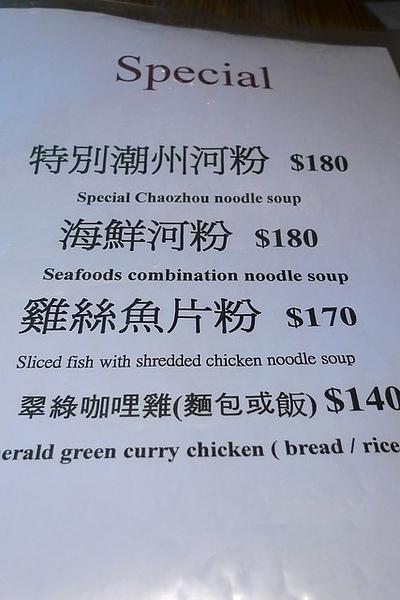 Special
特別潮州河粉 $180
Special Chaozhou noodle soup
海鮮河粉 $180
Seafoods combination noodle soup
雞絲魚片粉 $170
Sliced fish with shredded chicken noodle soup
翠綠咖哩雞(麵包或飯) $140
erald green curry chicken ( bread / rice